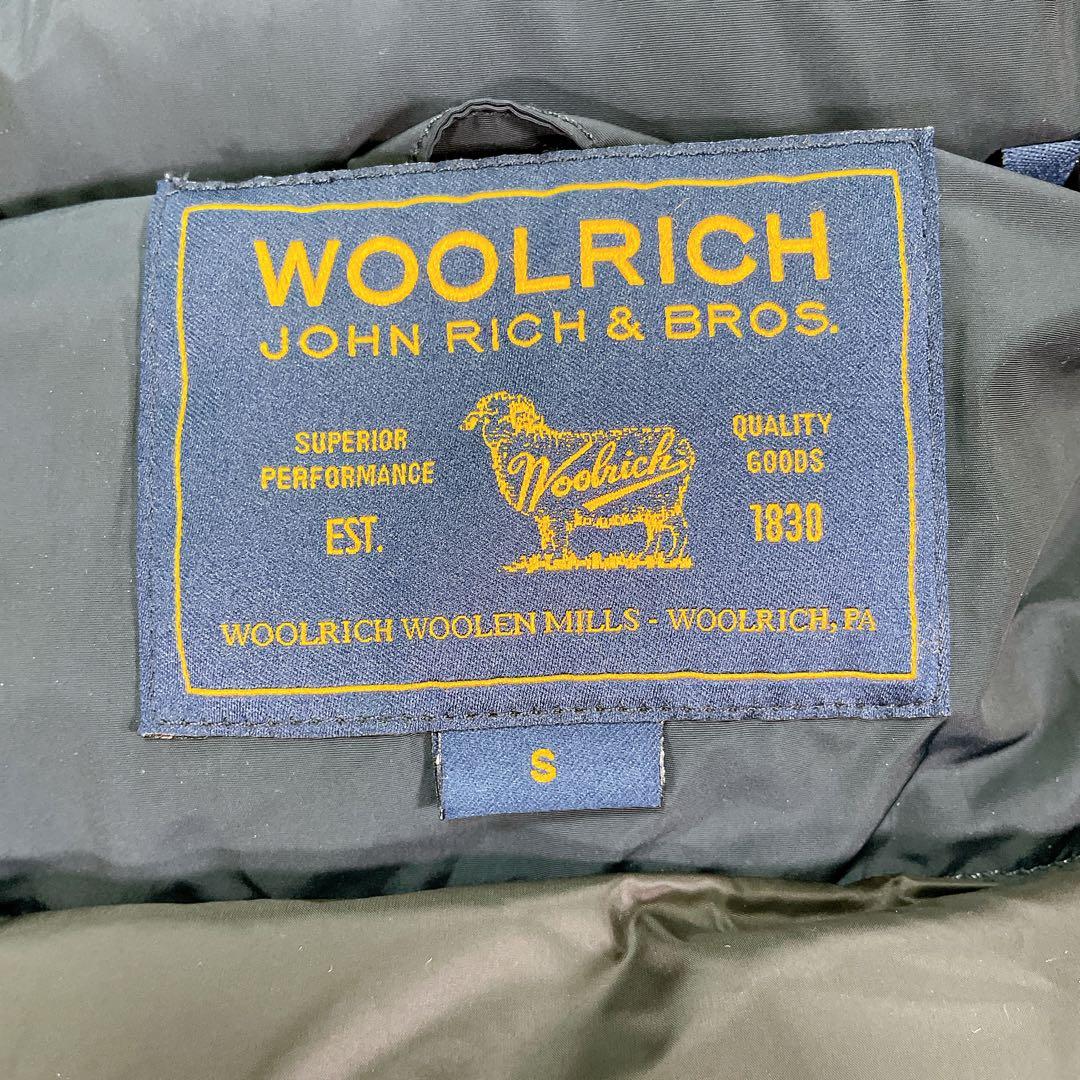 WOOLRICH
JOHN RICH & BROS.
SUPERIOR
PERFORMANCE
EST.
Woolrich
QUALITY
GOODS
1830
WOOLRICH WOOLEN MILLS - WOOLRICH, PA
S